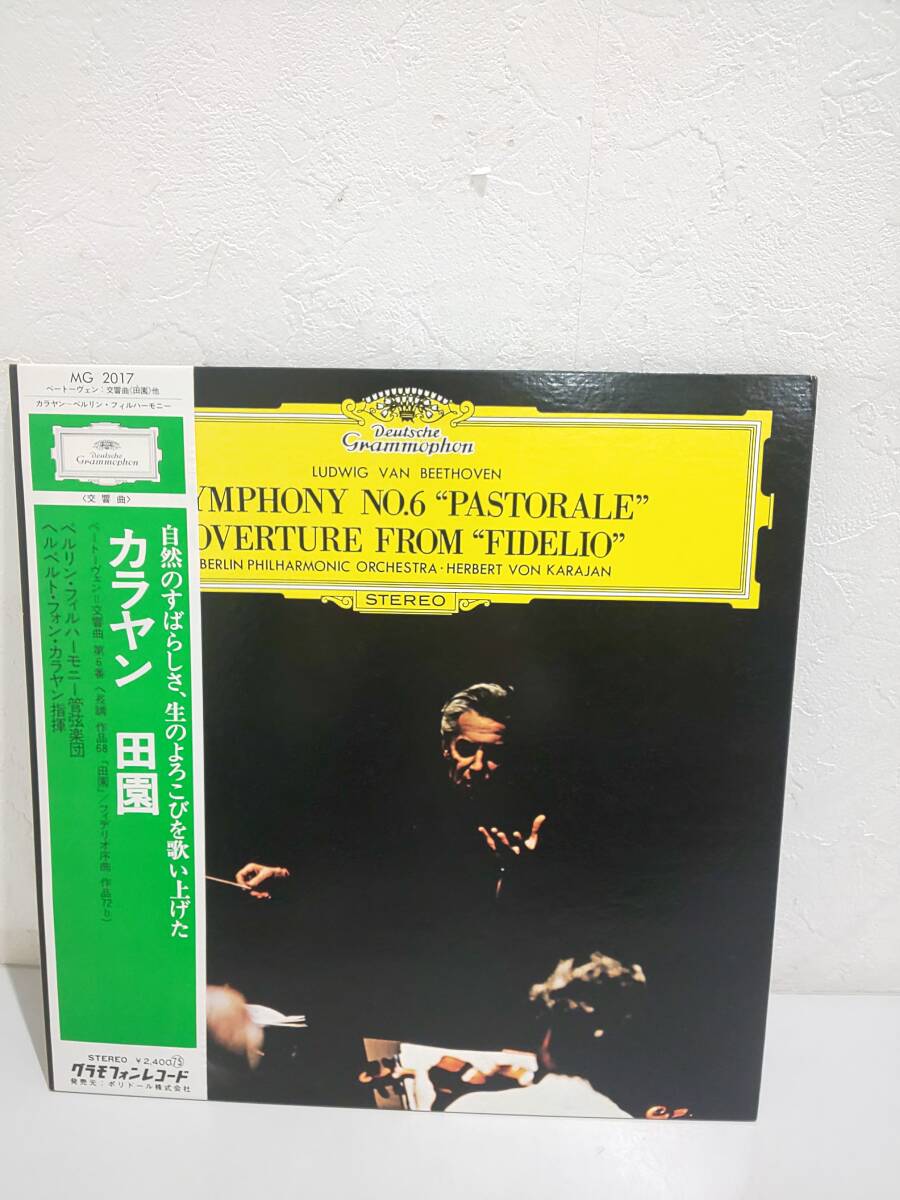 MG 2017
ベートーヴェン:交響曲《田園》他
カラヤン─ベルリン・フィルハーモニー
Deutsche
Grammophon
〈交響曲〉
自然のすばらしさ、生のよろこびを歌い上げた
カラヤン 田園
ベートーヴェン=交響曲 第6番 ヘ長調 作品68「田園」/フィデリオ序曲 作品72b)
ベルリン・フィルハーモニー管弦楽団
ヘルベルト・フォン・カラヤン指揮
STEREO ¥2,400 75
グラモフォンレコード
発売元:ポリドール株式会社
Deutsche
Grammophon
LUDWIG VAN BEETHOVEN
YMPHONY NO.6 “PASTORALE”
OVERTURE FROM “FIDELIO”
BERLIN PHILHARMONIC ORCHESTRA·HERBERT VON KARAJAN
STEREO